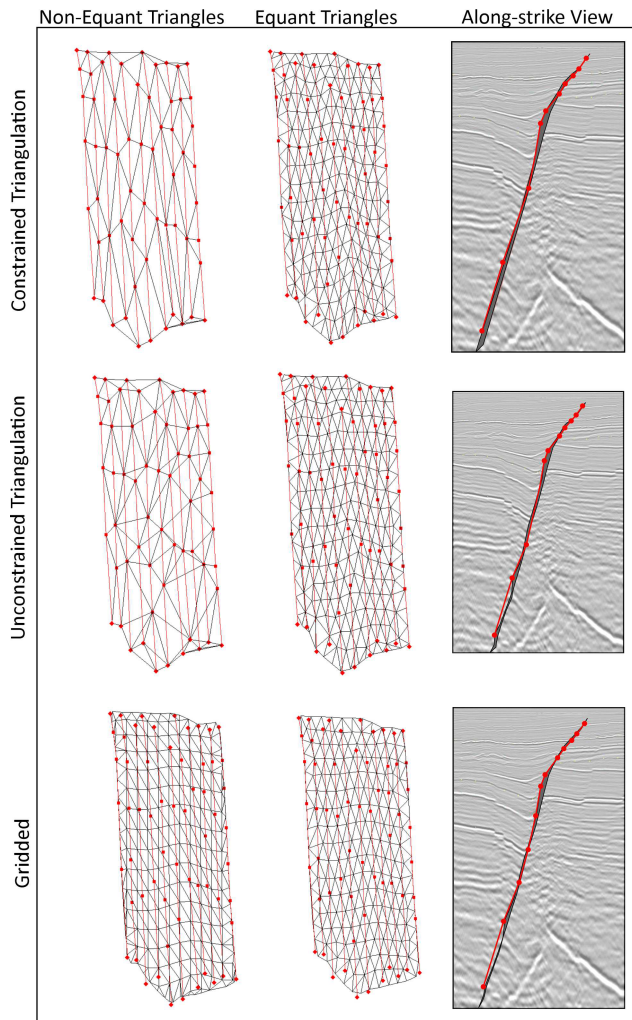 Non-Equant Triangles
Equant Triangles
Along-strike View
Constrained Triangulation
Unconstrained Triangulation
Gridded